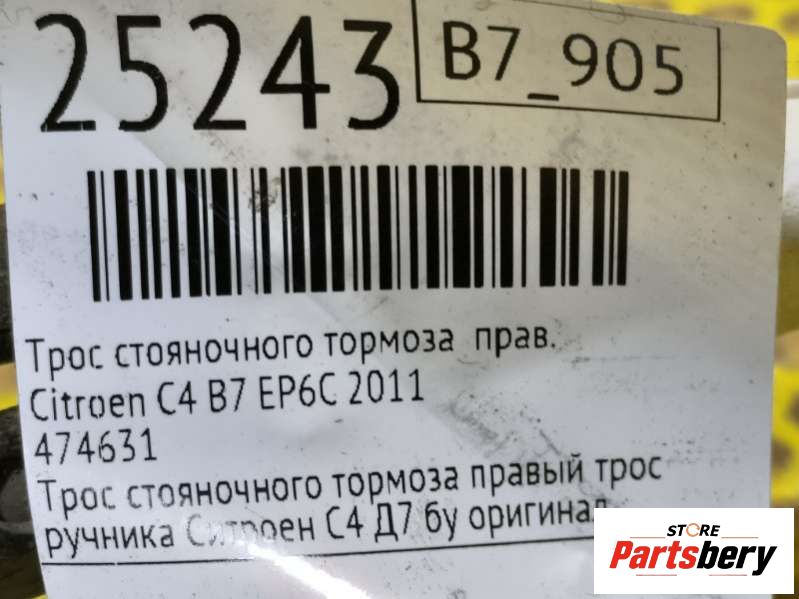 25243
B7_905
Трос стояночного тормоза прав.
Citroen C4 B7 EP6C 2011
474631
Трос стояночного тормоза правый трос
ручника Ситроен С4 Д7 бу оригинал
STORE
Partsbery